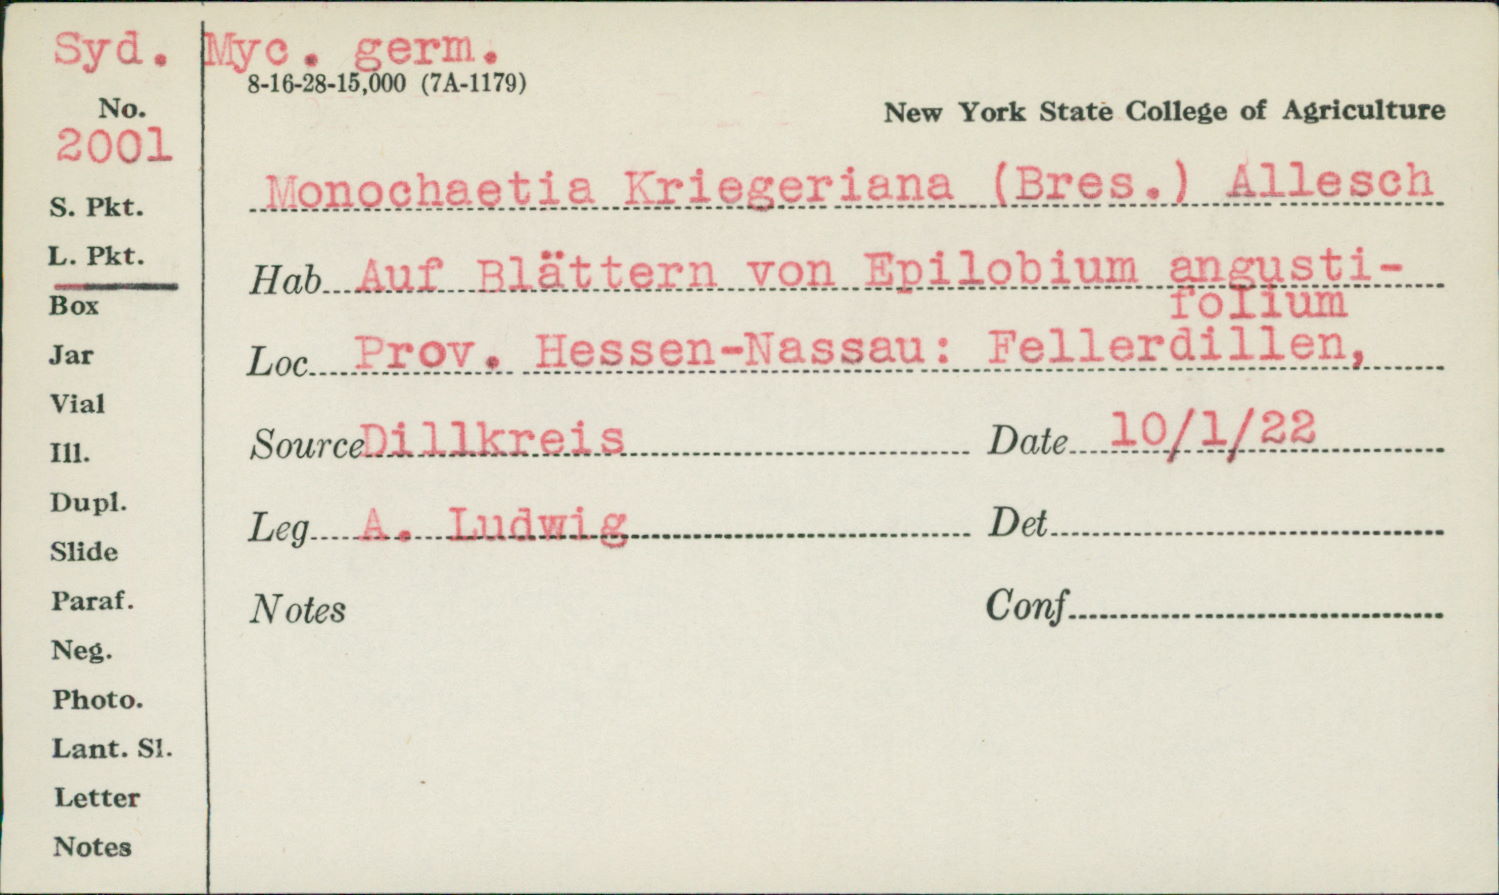 Syd. Myc. germ.
8-16-28-15,000 (7A-1179)
No.
New York State College of Agriculture
2001
Monochaetia Kriegeriana (Bres.) Allesch
S. Pkt.
L. Pkt.
Hab Auf Blättern von Epilobium angusti-
folium
Box
Jar
Loc Prov. Hessen-Nassau: Fellerdillen,
Vial
Source Dillkreis Date 10/1/22
Ill.
Dupl.
Leg A. Ludwig Det
Slide
Paraf.
Notes Conf
Neg.
Photo.
Lant. Sl.
Letter
Notes